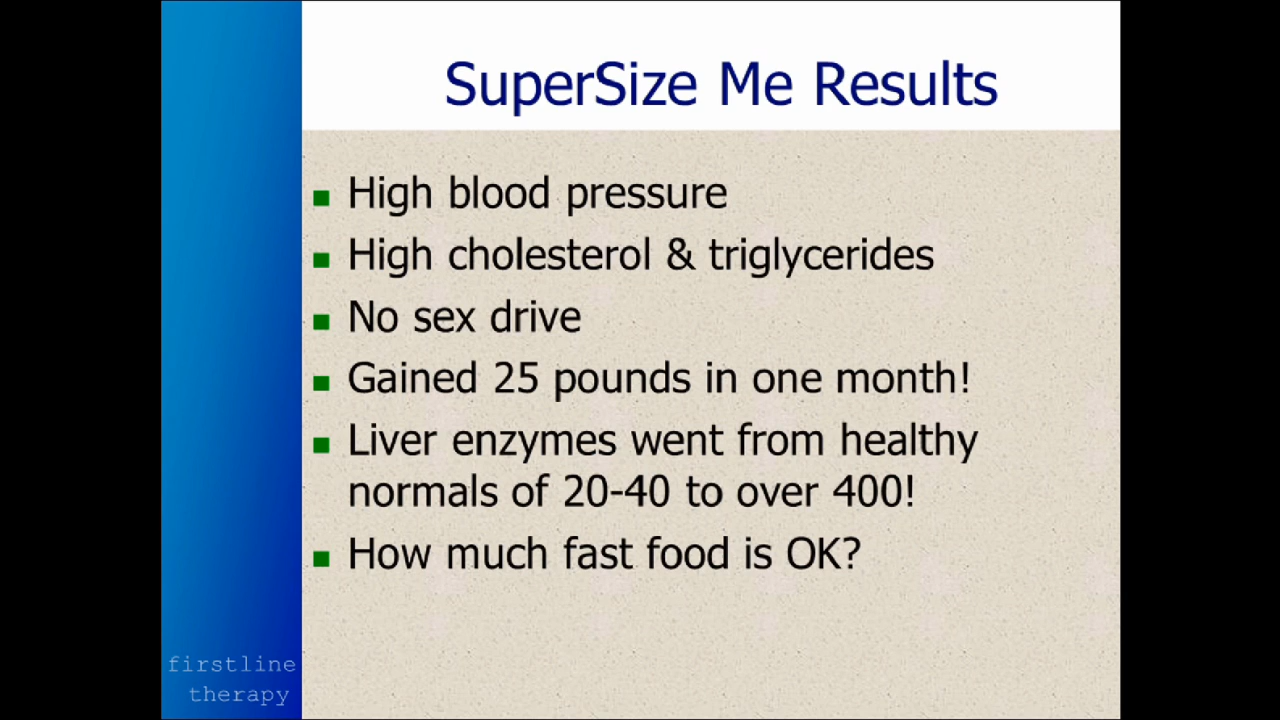 SuperSize Me Results
High blood pressure
High cholesterol & triglycerides
No sex drive
Gained 25 pounds in one month!
Liver enzymes went from healthy
normals of 20-40 to over 400!
How much fast food is OK?
firstline
therapy